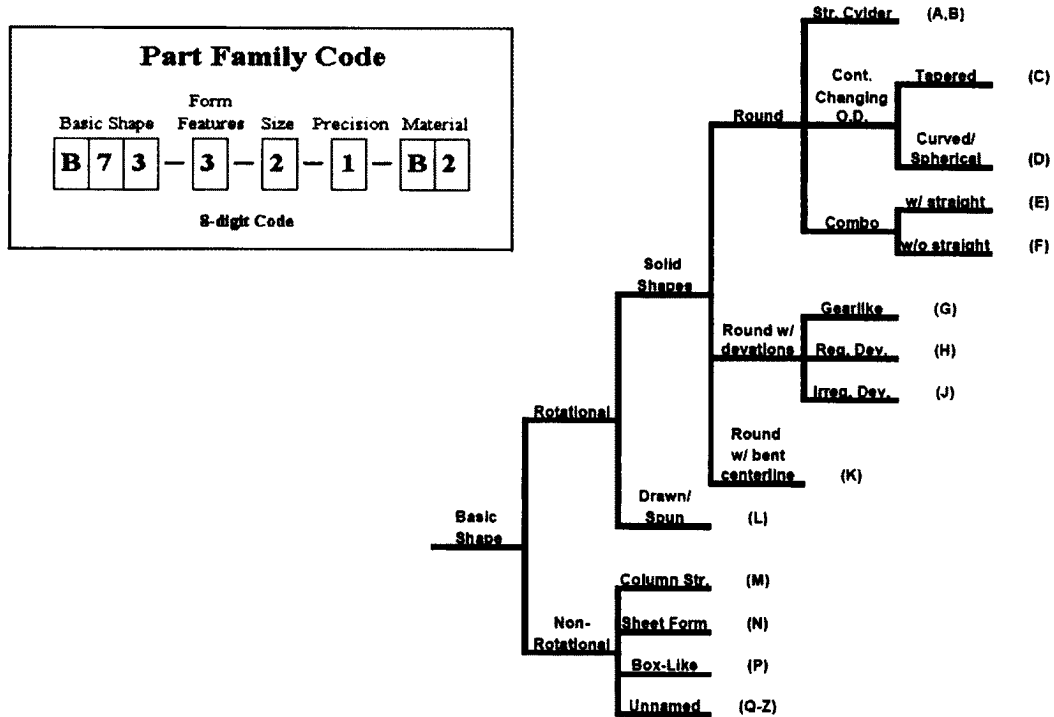 Part Family Code
Form
Basic Shape Features Size Precision Material
B 7 3 – 3 – 2 – 1 – B 2
8-digit Code
Str. Cylder (A,B)
Cont.
Changing
O.D.
Tapered (C)
Round
Curved/
Spherical (D)
w/ straight (E)
Combo
w/o straight (F)
Solid
Shapes
Gearlike (G)
Round w/
devations
Reg. Dev. (H)
Irreg. Dev. (J)
Rotational
Round
w/ bent
centerline (K)
Drawn/
Spun (L)
Basic
Shape
Column Str. (M)
Non-
Rotational
Sheet Form (N)
Box-Like (P)
Unnamed (Q-Z)